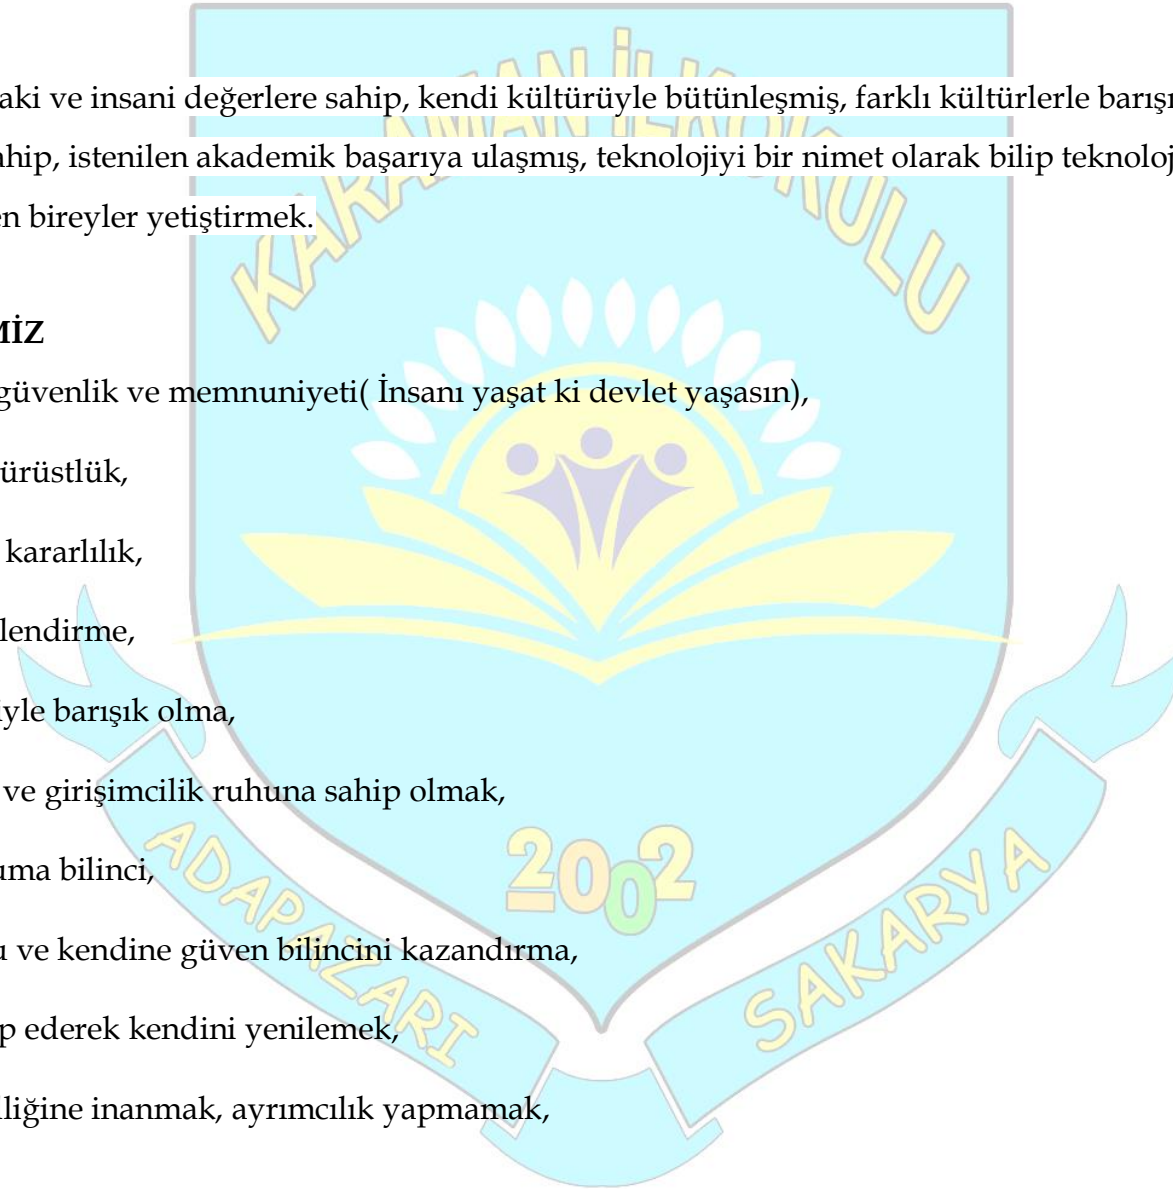 KARAMAN İLKOKULU
aki ve insani değerlere sahip, kendi kültürüyle bütünleşmiş, farklı kültürlerle barışı
ahip, istenilen akademik başarıya ulaşmış, teknolojiyi bir nimet olarak bilip teknoloj
en bireyler yetiştirmek.
MİZ
güvenlik ve memnuniyeti( İnsanı yaşat ki devlet yaşasın),
ürüstlük,
kararlılık,
lendirme,
iyle barışık olma,
ve girişimcilik ruhuna sahip olmak,
uma bilinci,
u ve kendine güven bilincini kazandırma,
p ederek kendini yenilemek,
iliğine inanmak, ayrımcılık yapmamak,
2002
ADAPAZARI
SAKARYA